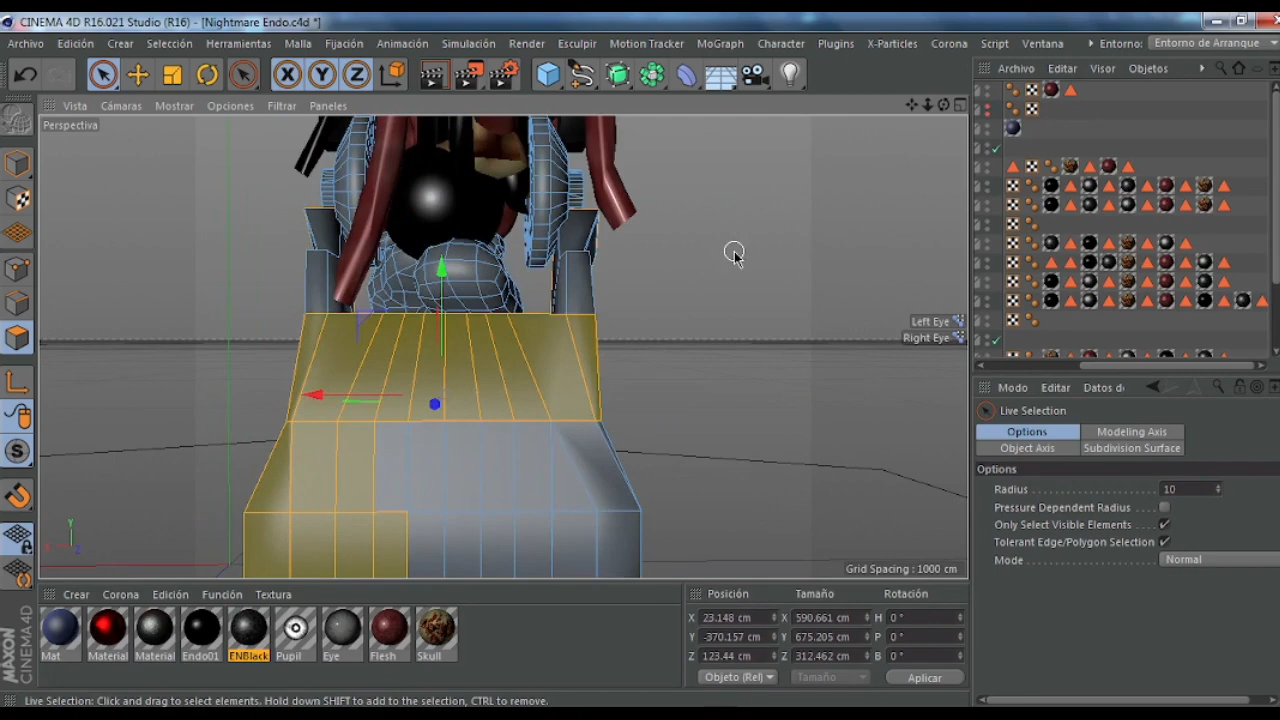 CINEMA 4D R16.021 Studio (R16) - [Nightmare Endo.c4d *]
Archivo Edición Crear Selección Herramientas Malla Fijación Animación Simulación Render Esculpir Motion Tracker MoGraph Character Plugins X-Particles Corona Script Ventana Entorno: Entorno de Arranque
X Y Z
Archivo Editar Visor Objetos
Vista Cámaras Mostrar Opciones Filtrar Paneles
Perspectiva
Left Eye
Right Eye
Modo Editar Datos d
Live Selection
Options Modeling Axis
Object Axis Subdivision Surface
Options
Radius 10
Pressure Dependent Radius
Only Select Visible Elements
Tolerant Edge/Polygon Selection
Mode Normal
S
Y
X Z
Grid Spacing : 1000 cm
Crear Corona Edición Función Textura
Mat Material Material Endo01 ENBlack Pupil Eye Flesh Skull
Posición Tamaño Rotación
X 23.148 cm X 590.661 cm H 0 °
Y -370.157 cm Y 675.205 cm P 0 °
Z 123.44 cm Z 312.462 cm B 0 °
Objeto (Rel) Tamaño Aplicar
MAXON
CINEMA 4D
Live Selection: Click and drag to select elements. Hold down SHIFT to add to the selection, CTRL to remove.